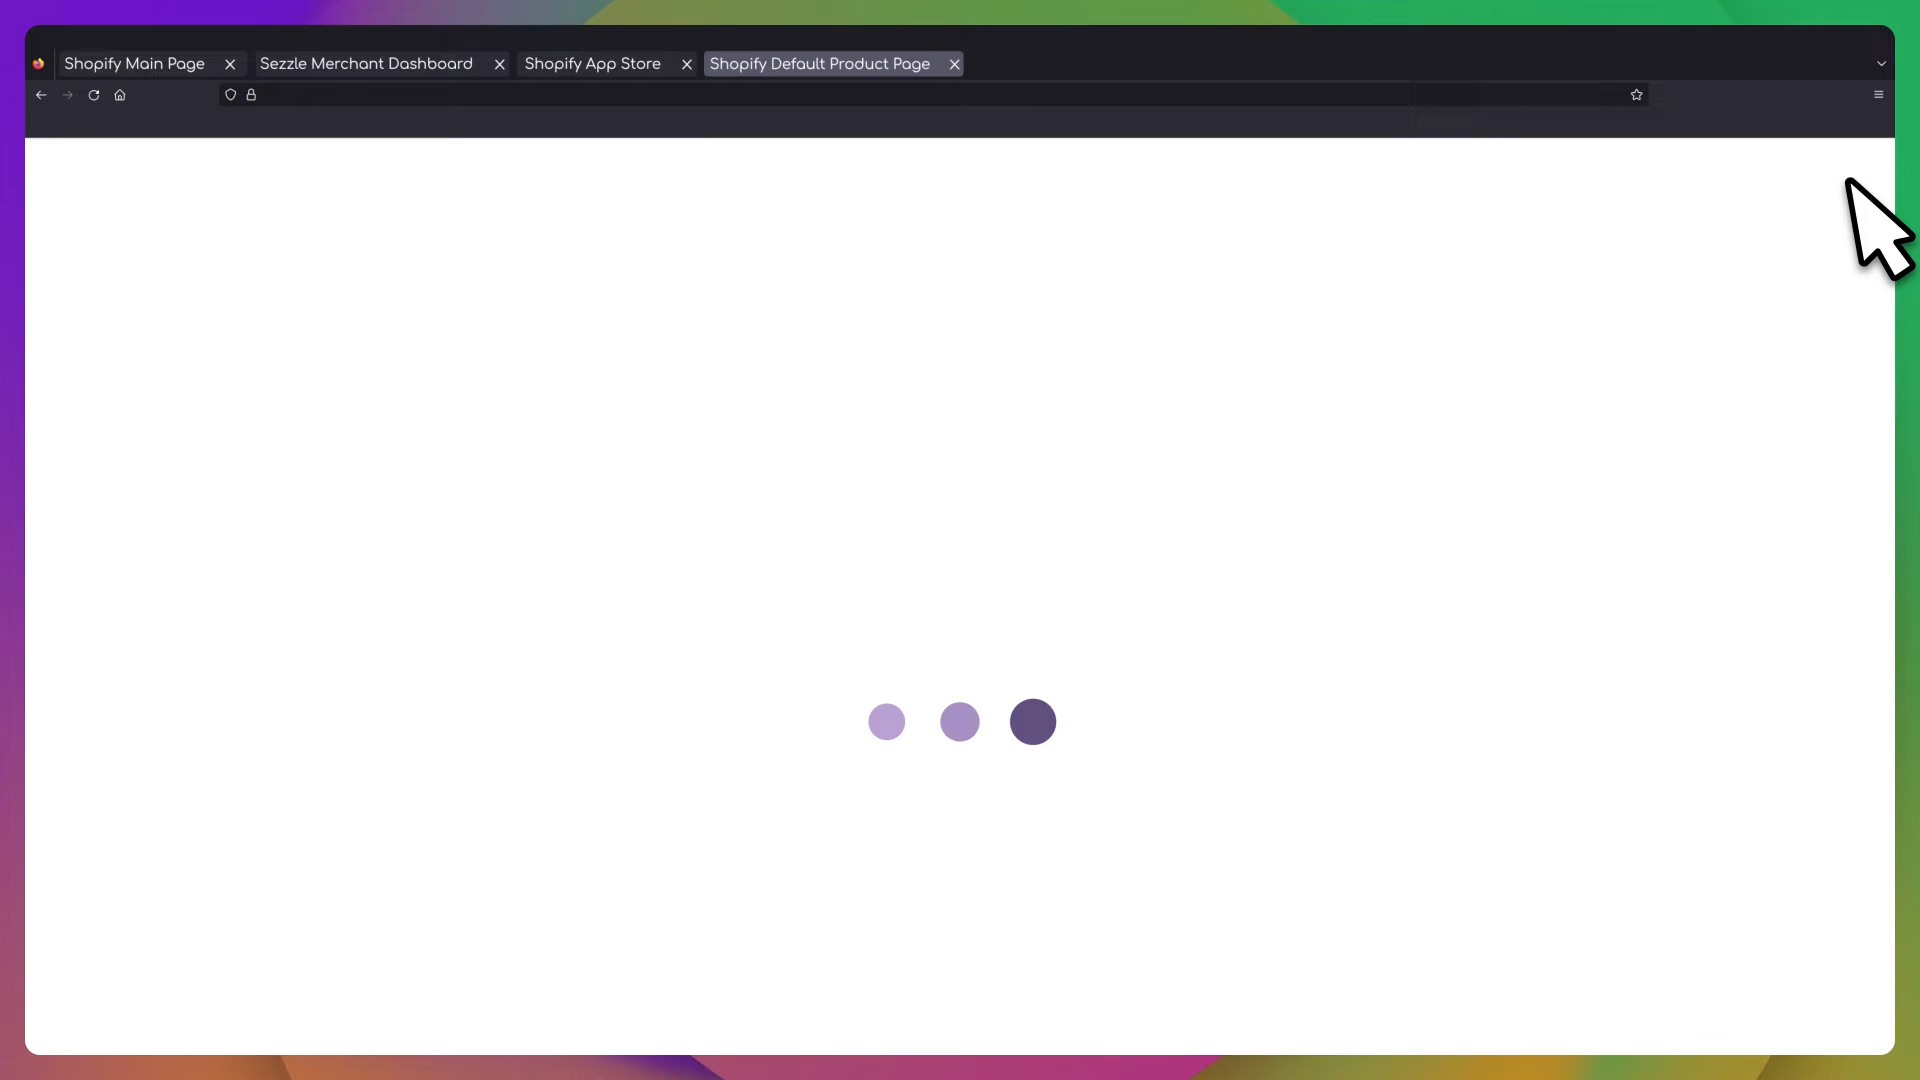 Shopify Main Page
Sezzle Merchant Dashboard
Shopify App Store
Shopify Default Product Page